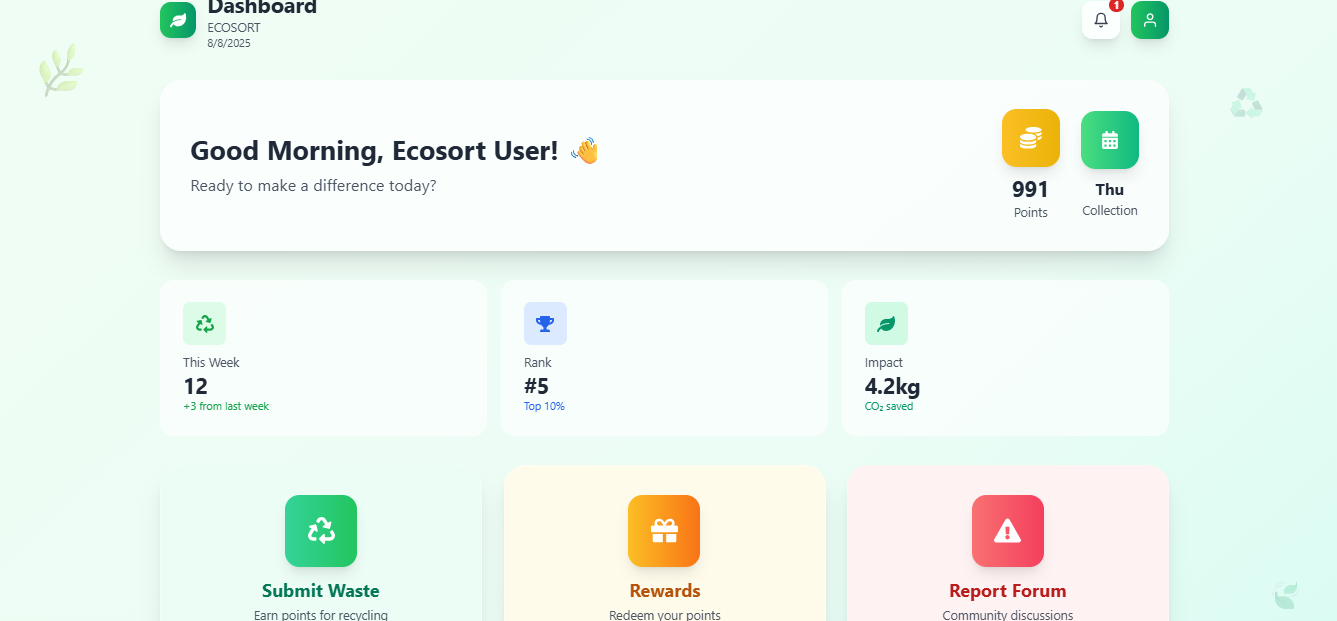 Dashboard
ECOSORT
8/8/2025
1
Good Morning, Ecosort User!
Ready to make a difference today?
991
Points
Thu
Collection
This Week
12
+3 from last week
Rank
#5
Top 10%
Impact
4.2kg
CO₂ saved
Submit Waste
Earn points for recycling
Rewards
Redeem your points
Report Forum
Community discussions